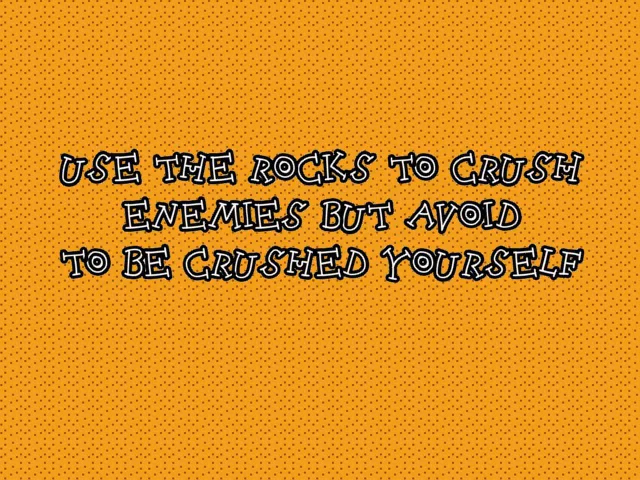 USE THE ROCKS TO CRUSH
ENEMIES BUT AVOID
TO BE CRUSHED YOURSELF